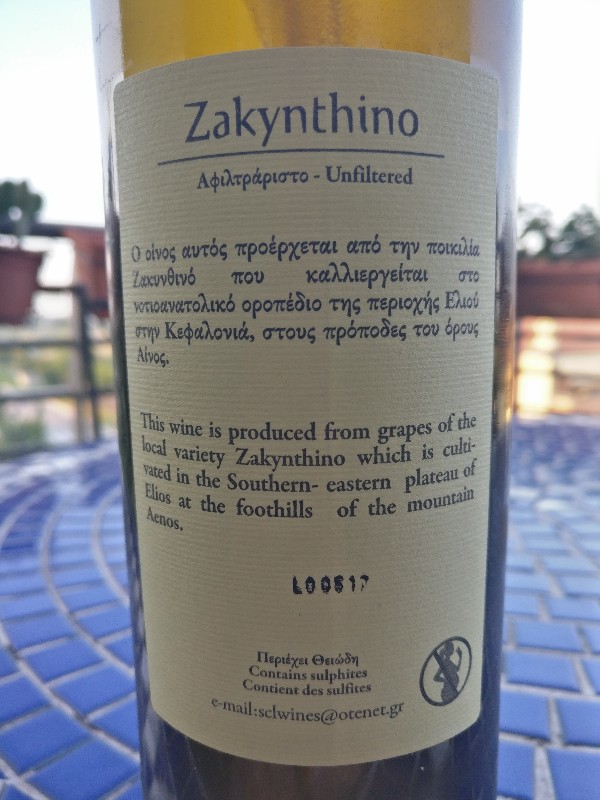 Zakynthino
Αφιλτράριστο - Unfiltered
Ο οίνος αυτός προέρχεται από την ποικιλία
Ζακυνθινό που καλλιεργείται στο
νοτιοανατολικό οροπέδιο της περιοχής Ελιού
στην Κεφαλονιά, στους πρόποδες του όρους
Αίνος.
This wine is produced from grapes of the
local variety Zakynthino which is culti-
vated in the Southern- eastern plateau of
Elios at the foothills of the mountain
Aenos.
L00517
Περιέχει Θειώδη
Contains sulphites
Contient des sulfites
e-mail:sclwines@otenet.gr